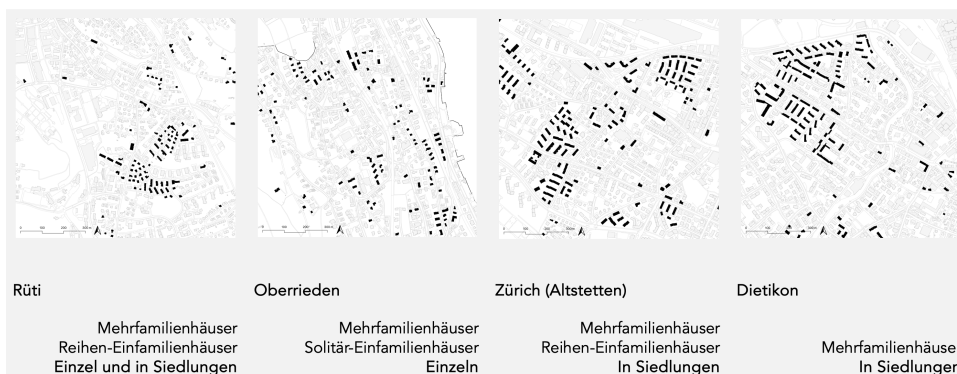 Rüti
Mehrfamilienhäuser
Reihen-Einfamilienhäuser
Einzel und in Siedlungen
Oberrieden
Mehrfamilienhäuser
Solitär-Einfamilienhäuser
Einzeln
Zürich (Altstetten)
Mehrfamilienhäuser
Reihen-Einfamilienhäuser
In Siedlungen
Dietikon
Mehrfamilienhäuse
In Siedlungen